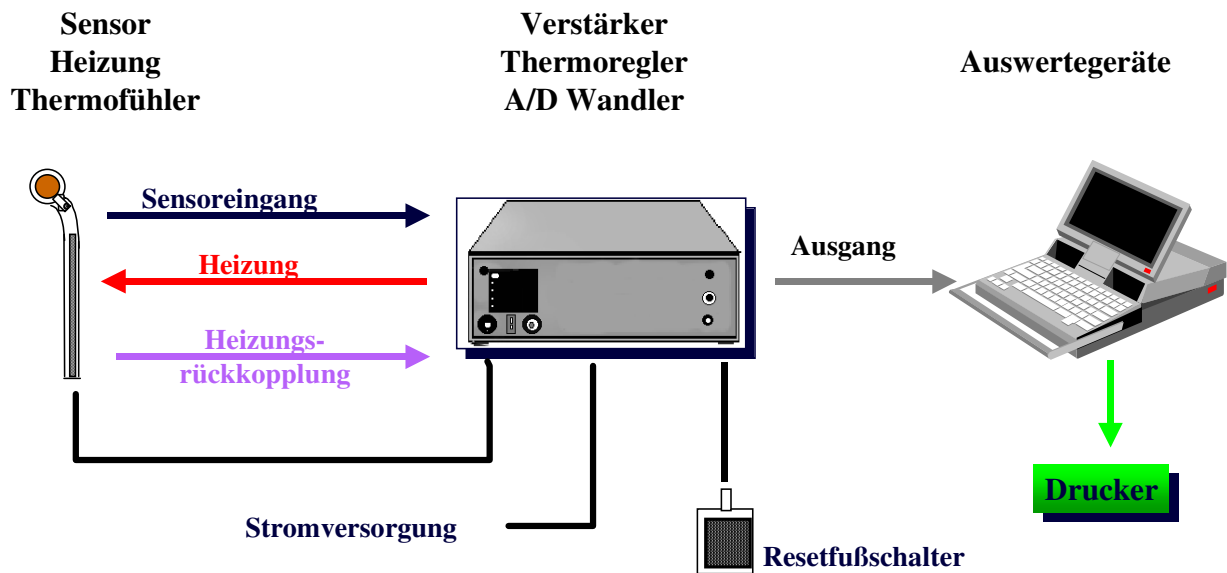 Sensor
Heizung
Thermofühler
Verstärker
Thermoregler
A/D Wandler
Auswertegeräte
Sensoreingang
Heizung
Heizungs-
rückkopplung
Ausgang
Drucker
Stromversorgung
Resetfußschalter